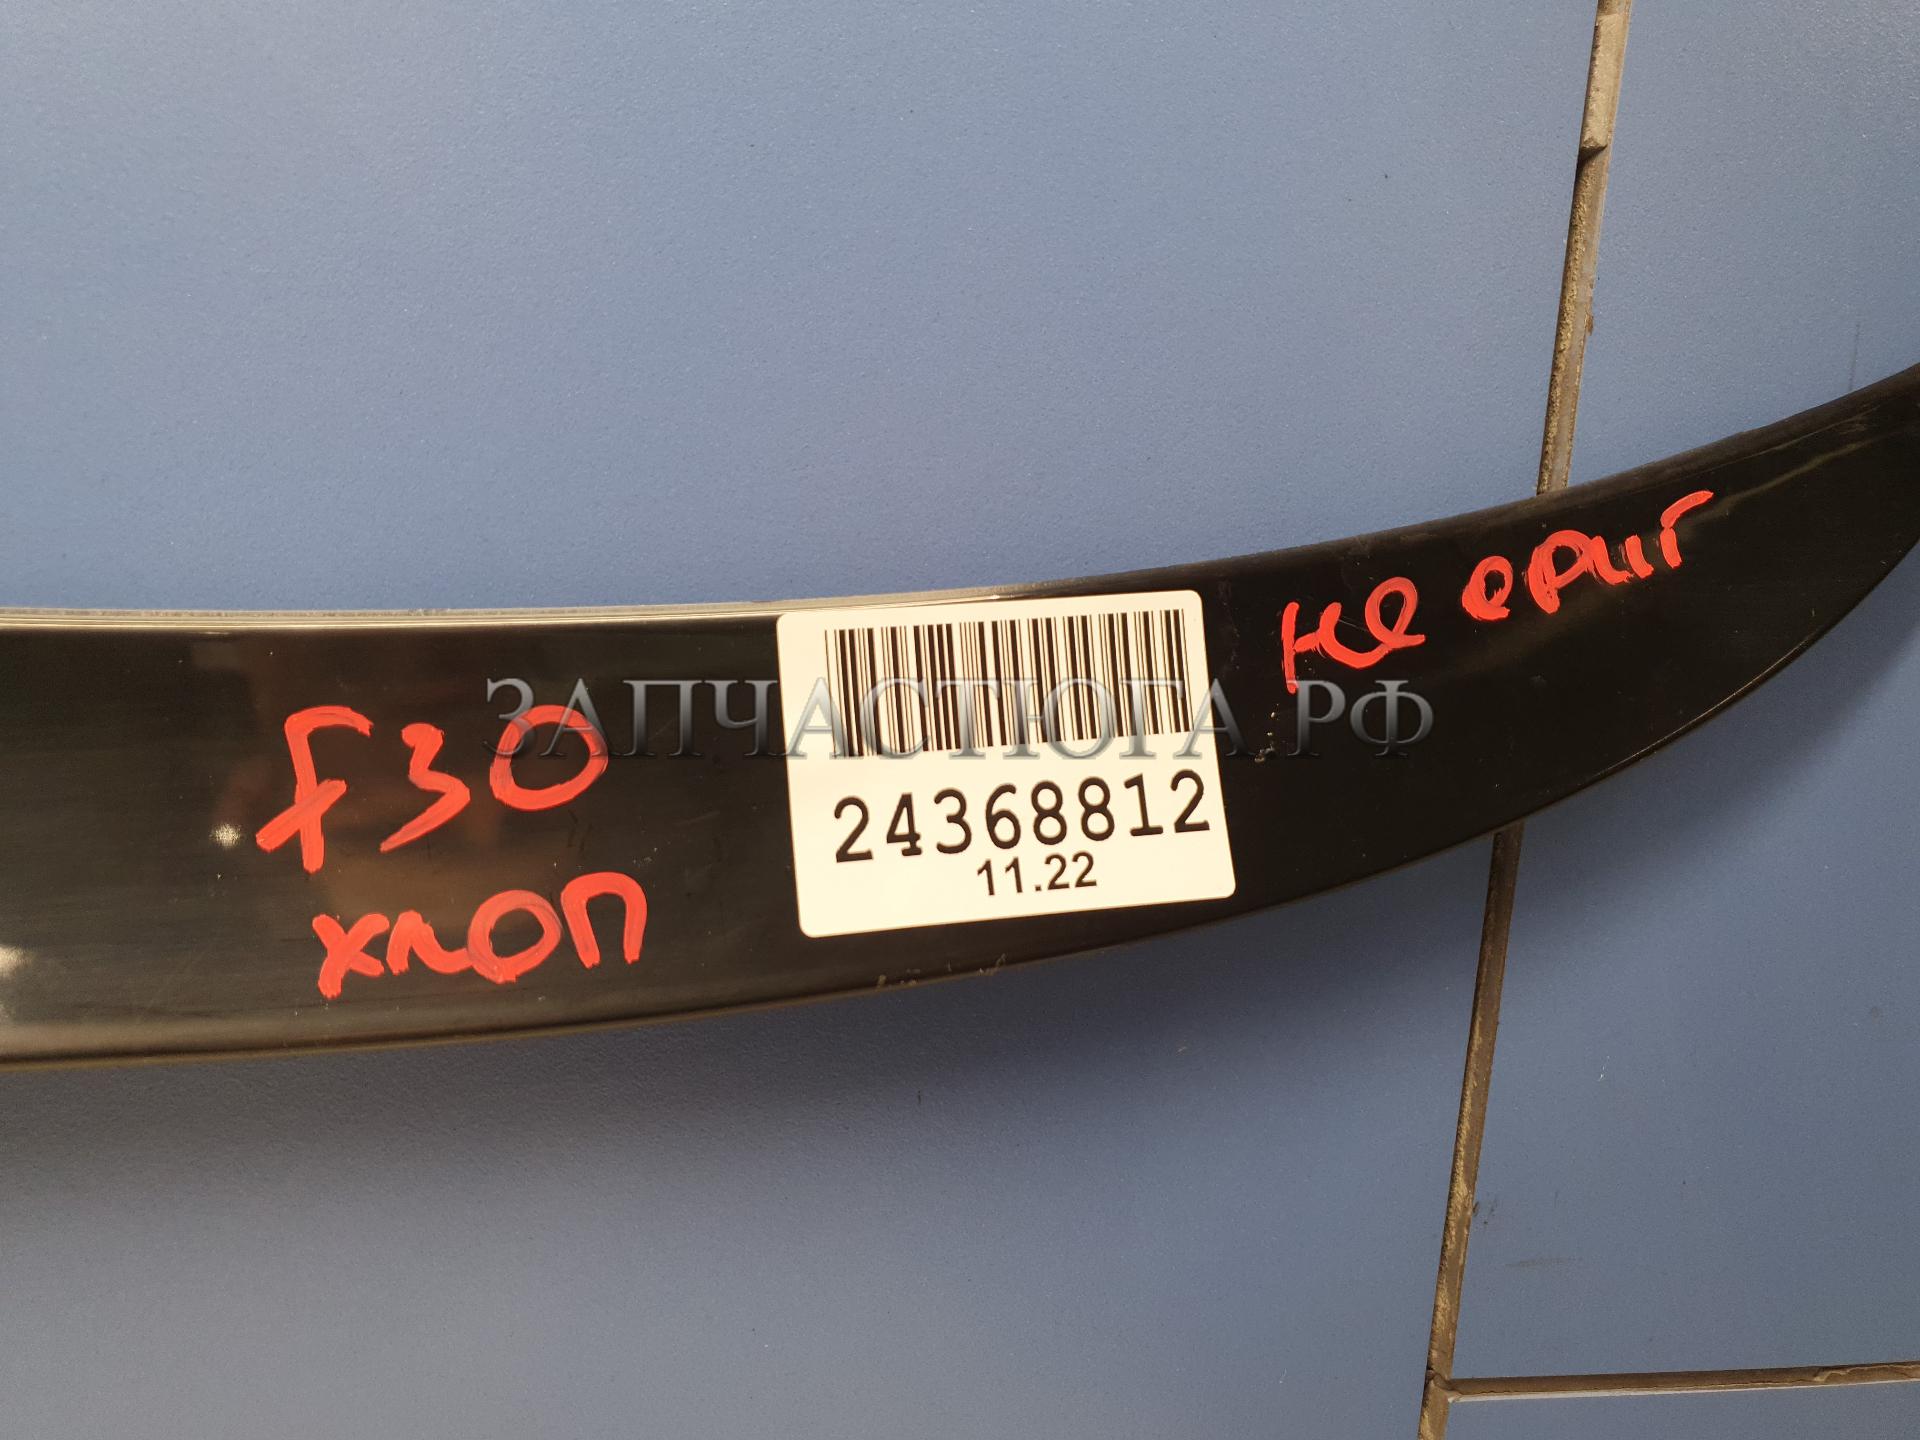 не ориг
ЗАПЧАСТЮГА.РФ
F30
хлоп
24368812
11.22